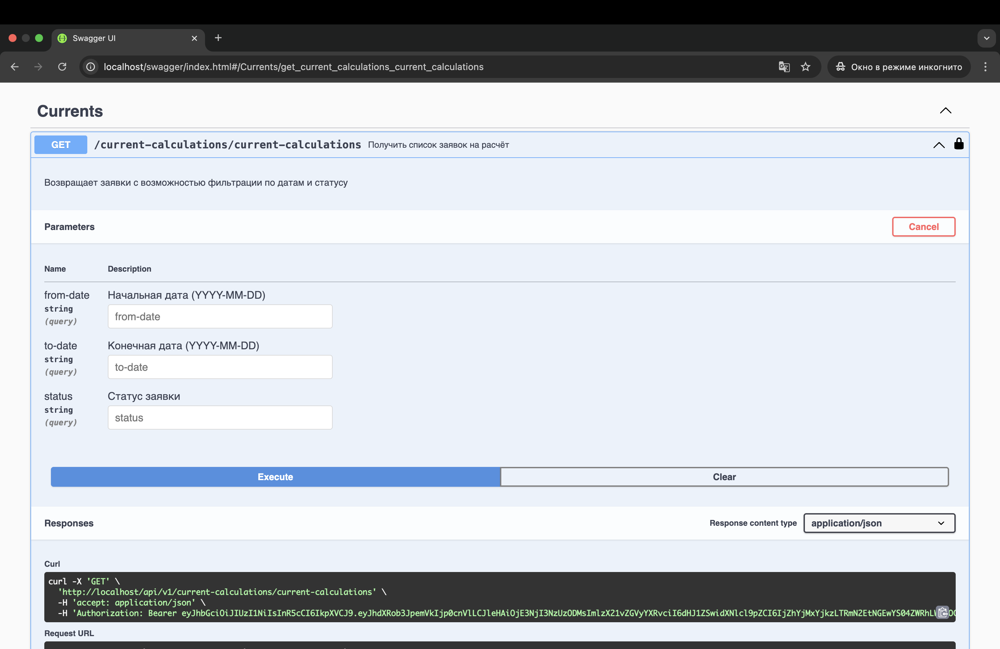 Swagger UI
localhost/swagger/index.html#/Currents/get_current_calculations_current_calculations
Окно в режиме инкогнито
Currents
GET /current-calculations/current-calculations Получить список заявок на расчёт
Возвращает заявки с возможностью фильтрации по датам и статусу
Parameters
Cancel
Name Description
from-date Начальная дата (YYYY-MM-DD)
string
(query)
from-date
to-date Конечная дата (YYYY-MM-DD)
string
(query)
to-date
status Статус заявки
string
(query)
status
Execute
Clear
Responses
Response content type
application/json
Curl
curl -X 'GET' \
'http://localhost/api/v1/current-calculations/current-calculations' \
-H 'accept: application/json' \
-H 'Authorization: Bearer
Request URL